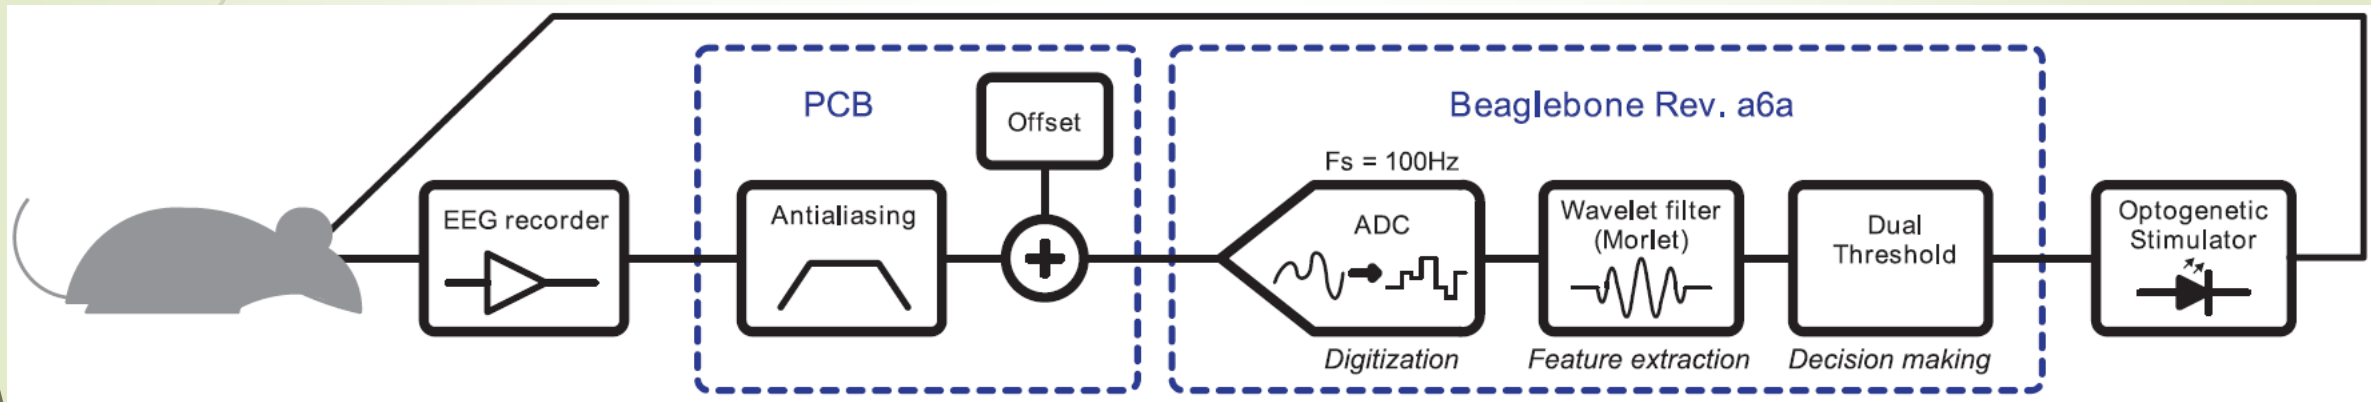 PCB
Beaglebone Rev. a6a
Offset
Fs = 100Hz
EEG recorder
Antialiasing
ADC
Wavelet filter
(Morlet)
Dual
Threshold
Optogenetic
Stimulator
Digitization
Feature extraction
Decision making